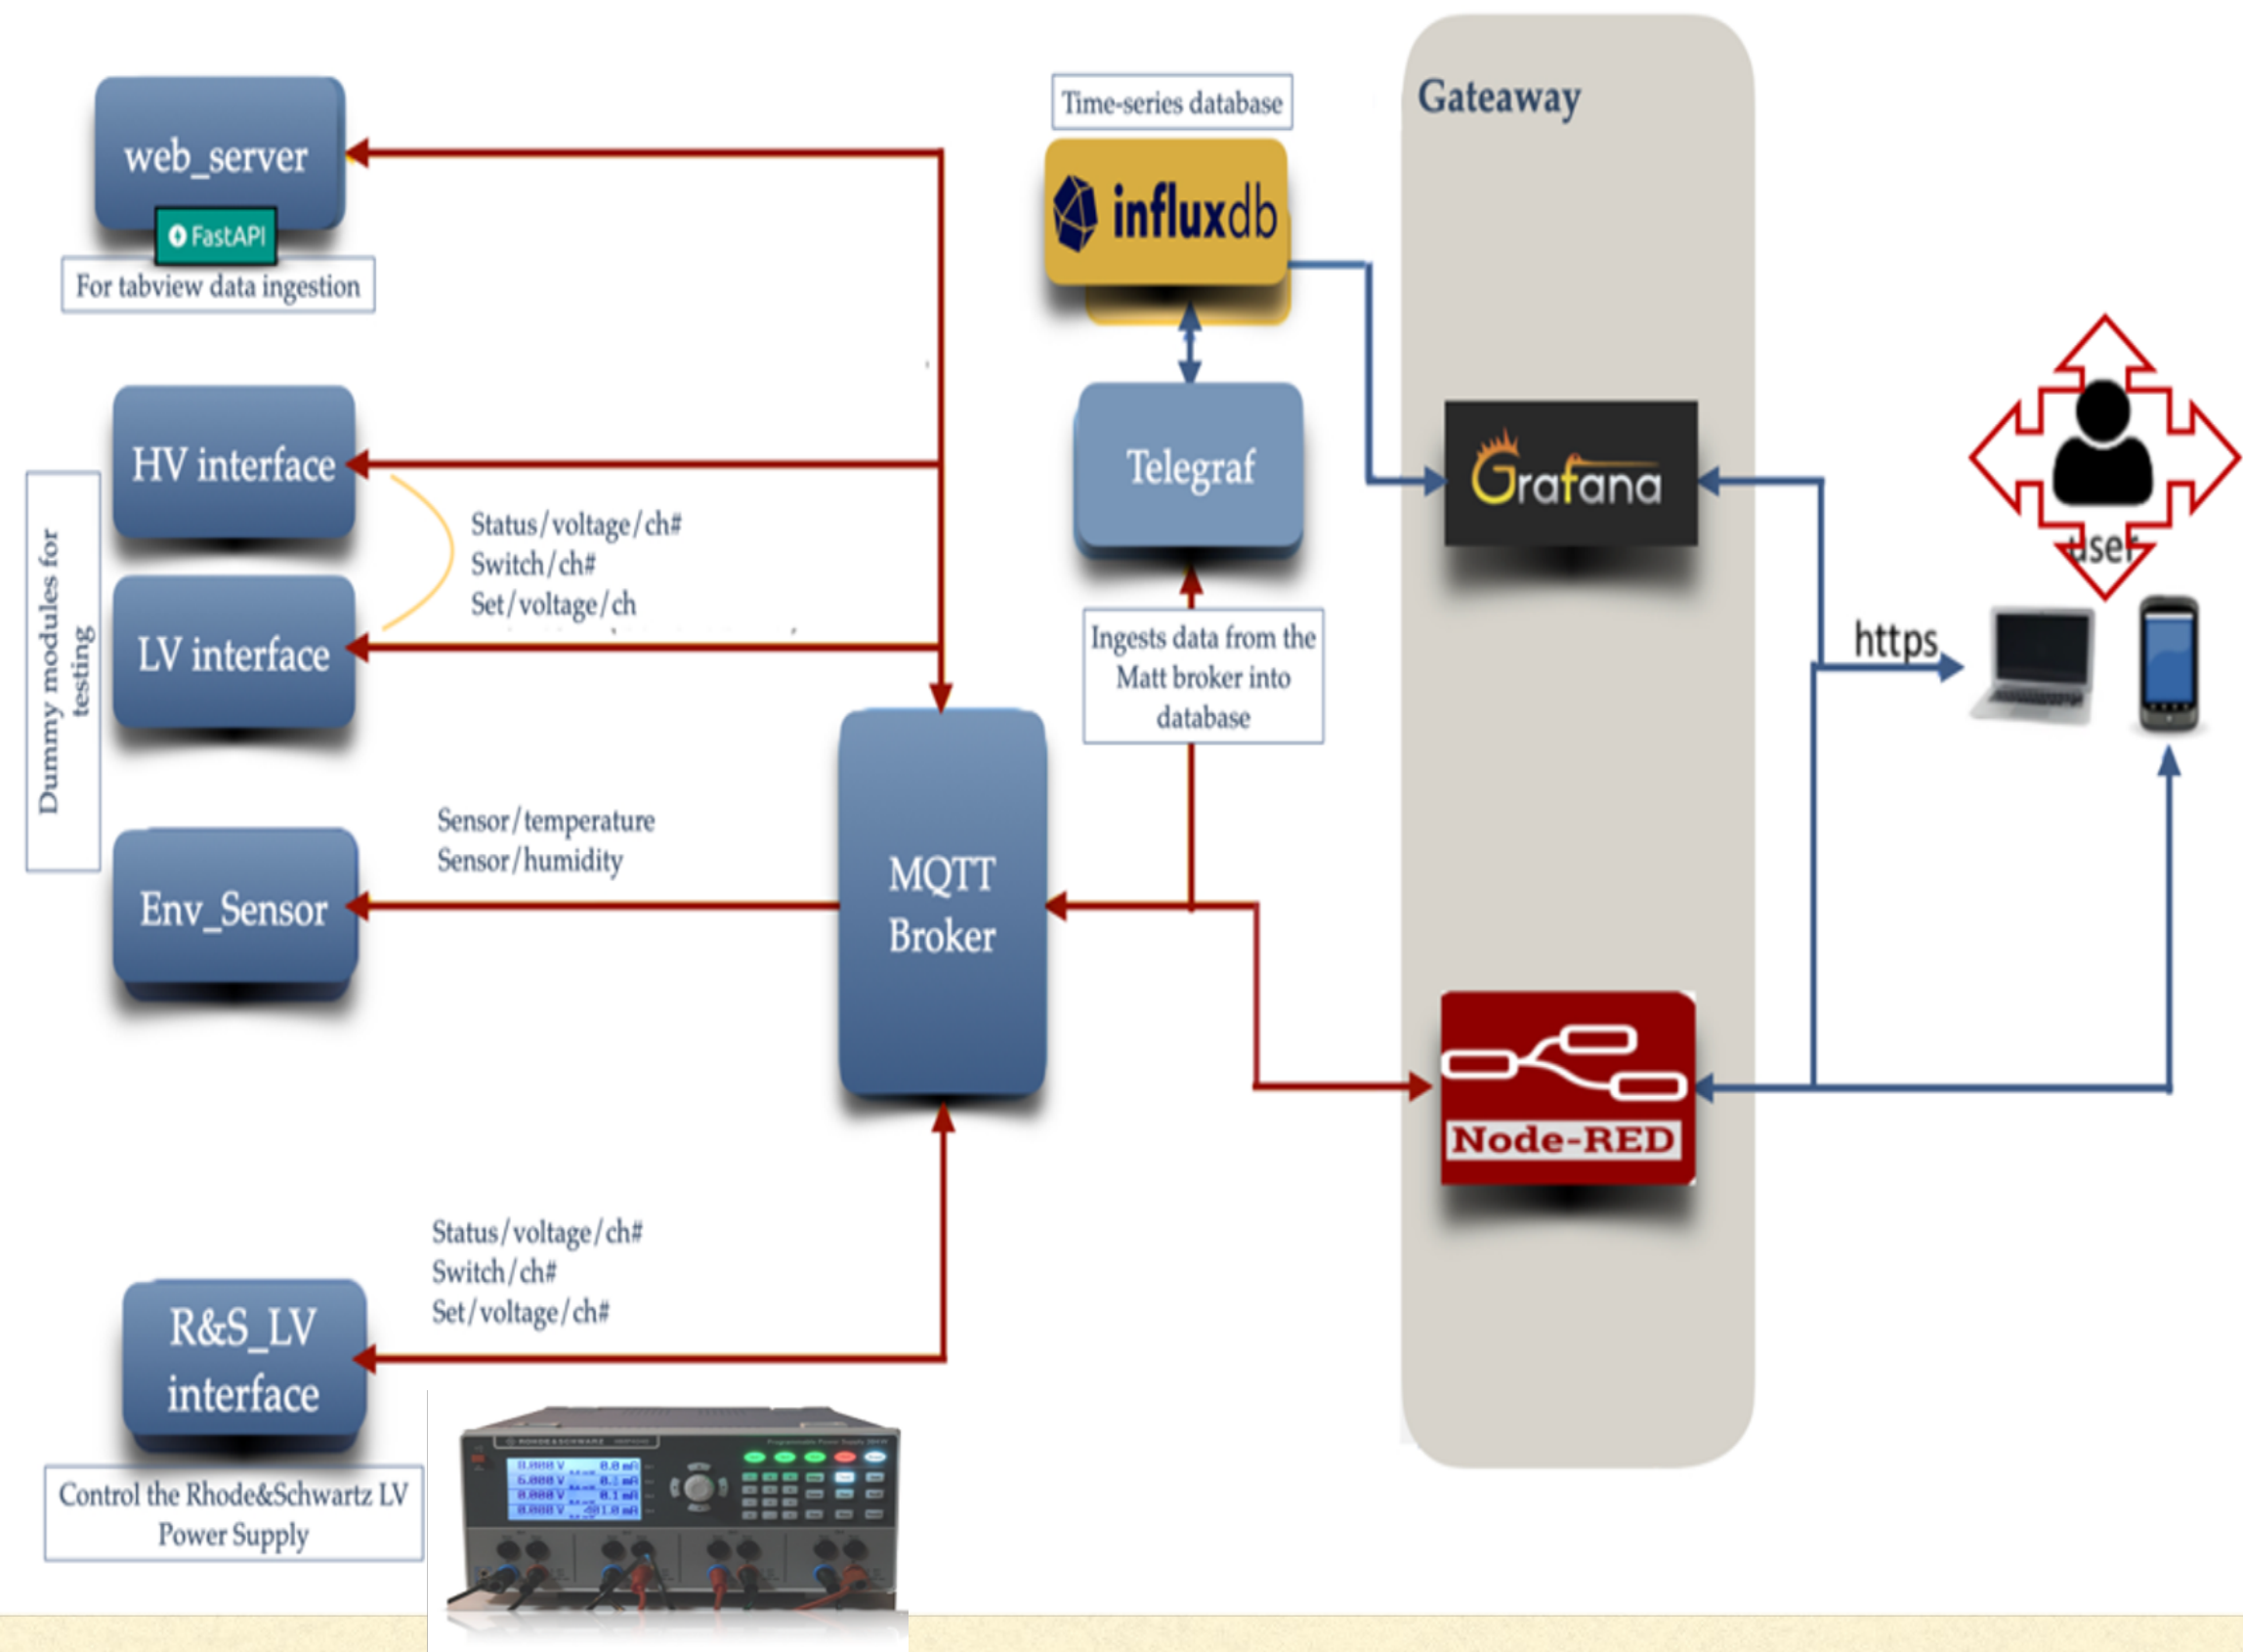 Time-series database
Gateaway
web_server
influxdb
FastAPI
For tabview data ingestion
HV interface
Telegraf
Grafana
Status/voltage/ch#
Switch/ch#
Set/voltage/ch
user
Dummy modules for
testing
LV interface
Ingests data from the
Matt broker into
database
https
Sensor/temperature
Sensor/humidity
MQTT
Broker
Env_Sensor
Node-RED
Status/voltage/ch#
Switch/ch#
Set/voltage/ch#
R&S_LV
interface
ROHDE&SCHWARZ
Control the Rhode&Schwartz LV
Power Supply